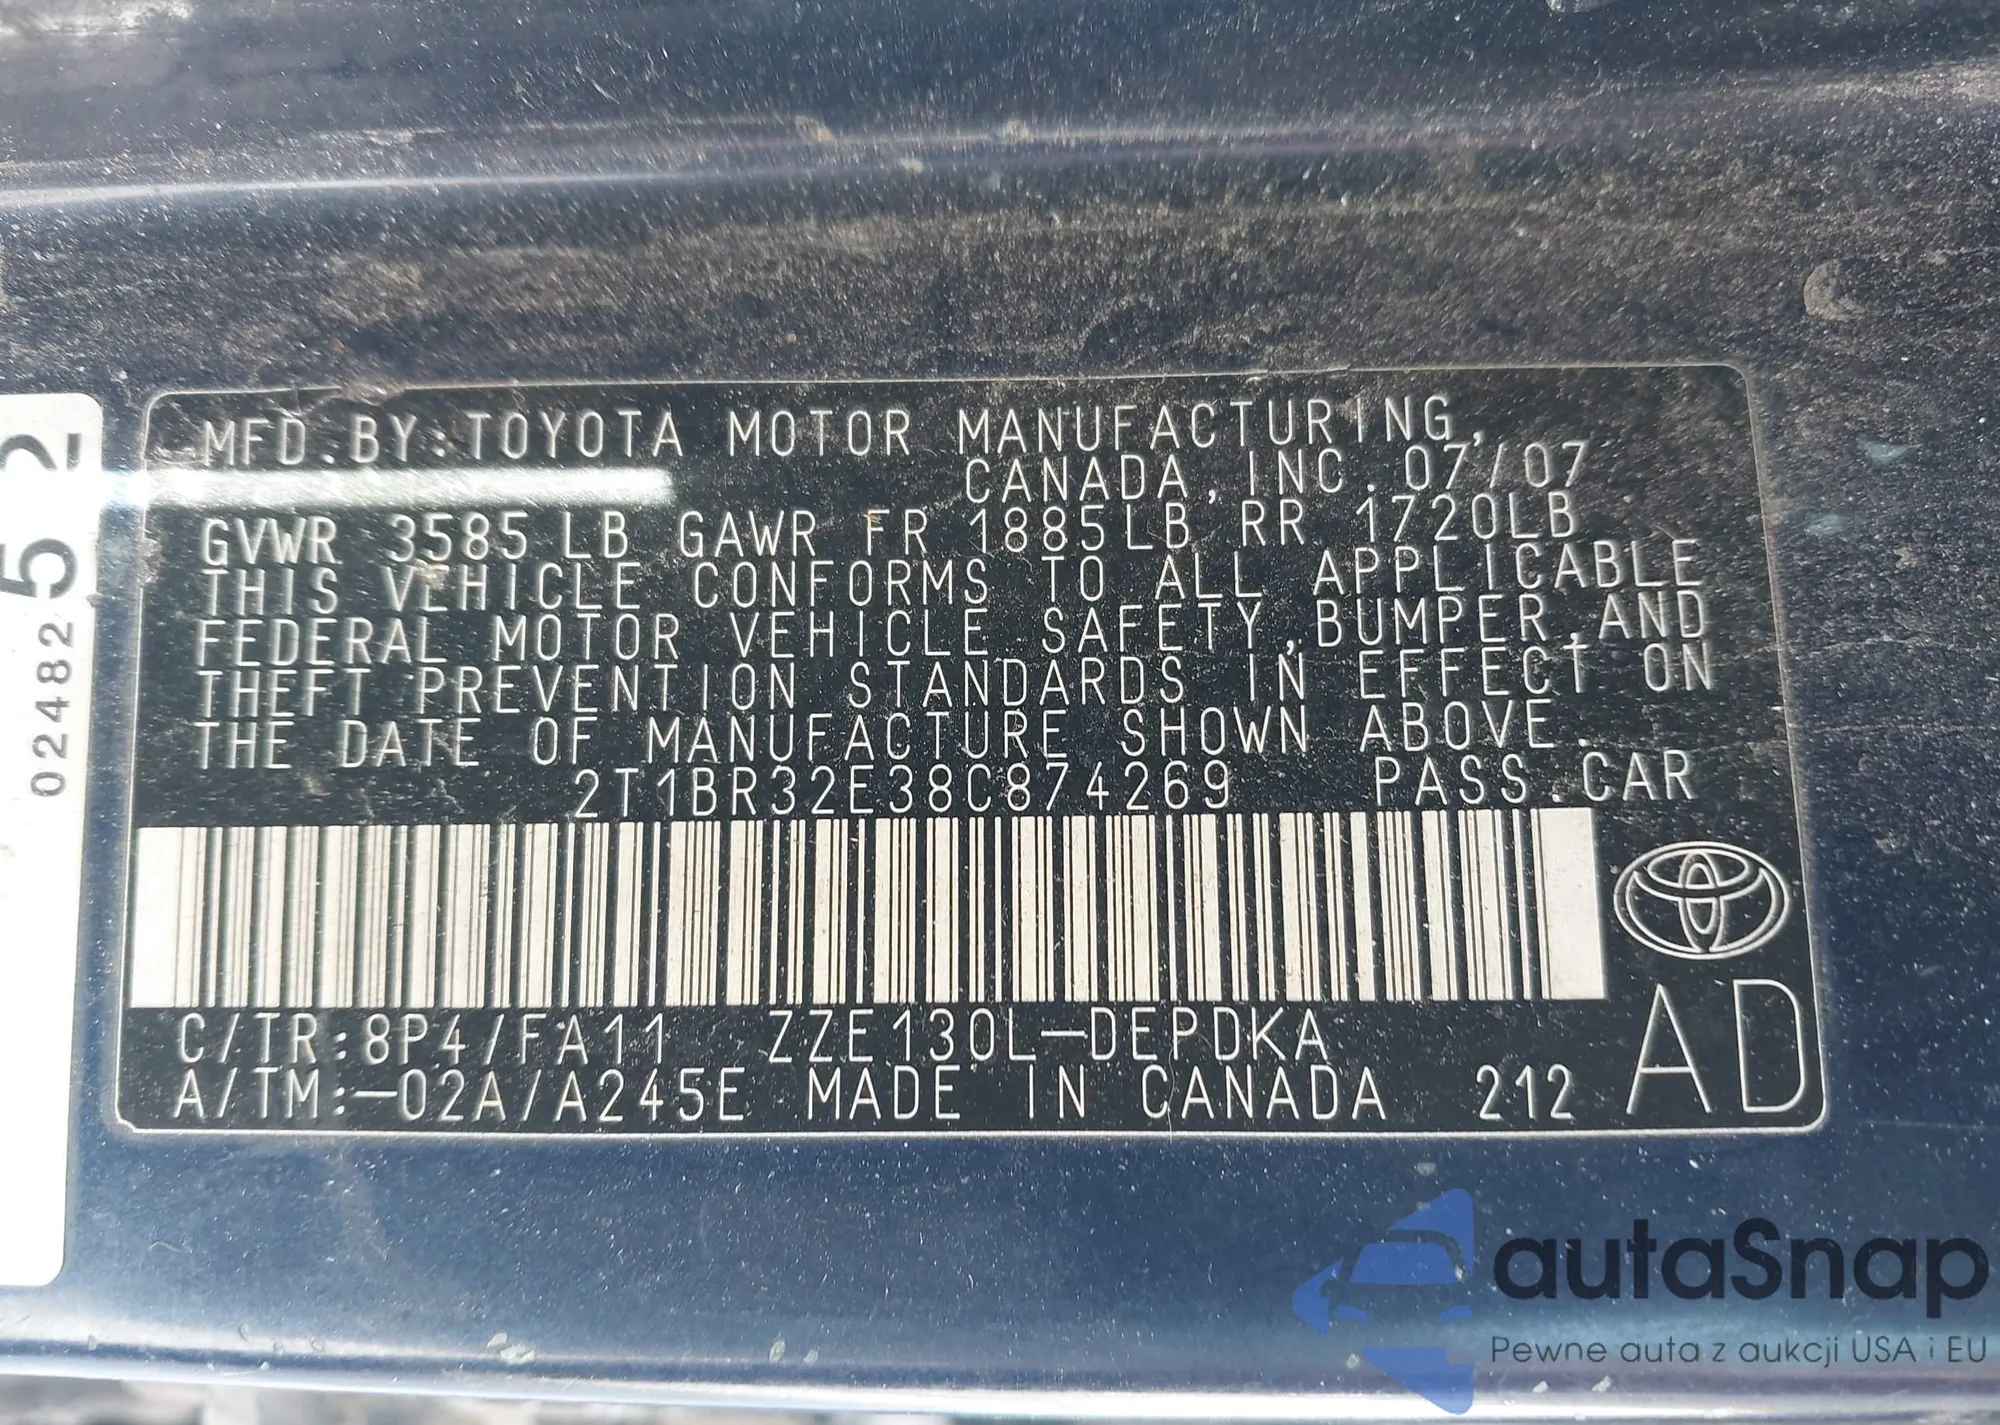 MFD.BY:TOYOTA MOTOR MANUFACTURING,
CANADA, INC. 07/07
GVWR 3585LB GAWR FR 1885LB RR 1720LB
THIS VEHICLE CONFORMS TO ALL APPLICABLE
FEDERAL MOTOR VEHICLE SAFETY,BUMPER,AND
THEFT PREVENTION STANDARDS IN EFFECT ON
THE DATE OF MANUFACTURE SHOWN ABOVE.
2T1BR32E38C874269 PASS.CAR
C/TR:8P4/FA11 ZZE130L-DEPDKA
A/TM:-02A/A245E MADE IN CANADA 212
AD
52
02482
autaSnap
Pewne auta z aukcji USA i EU